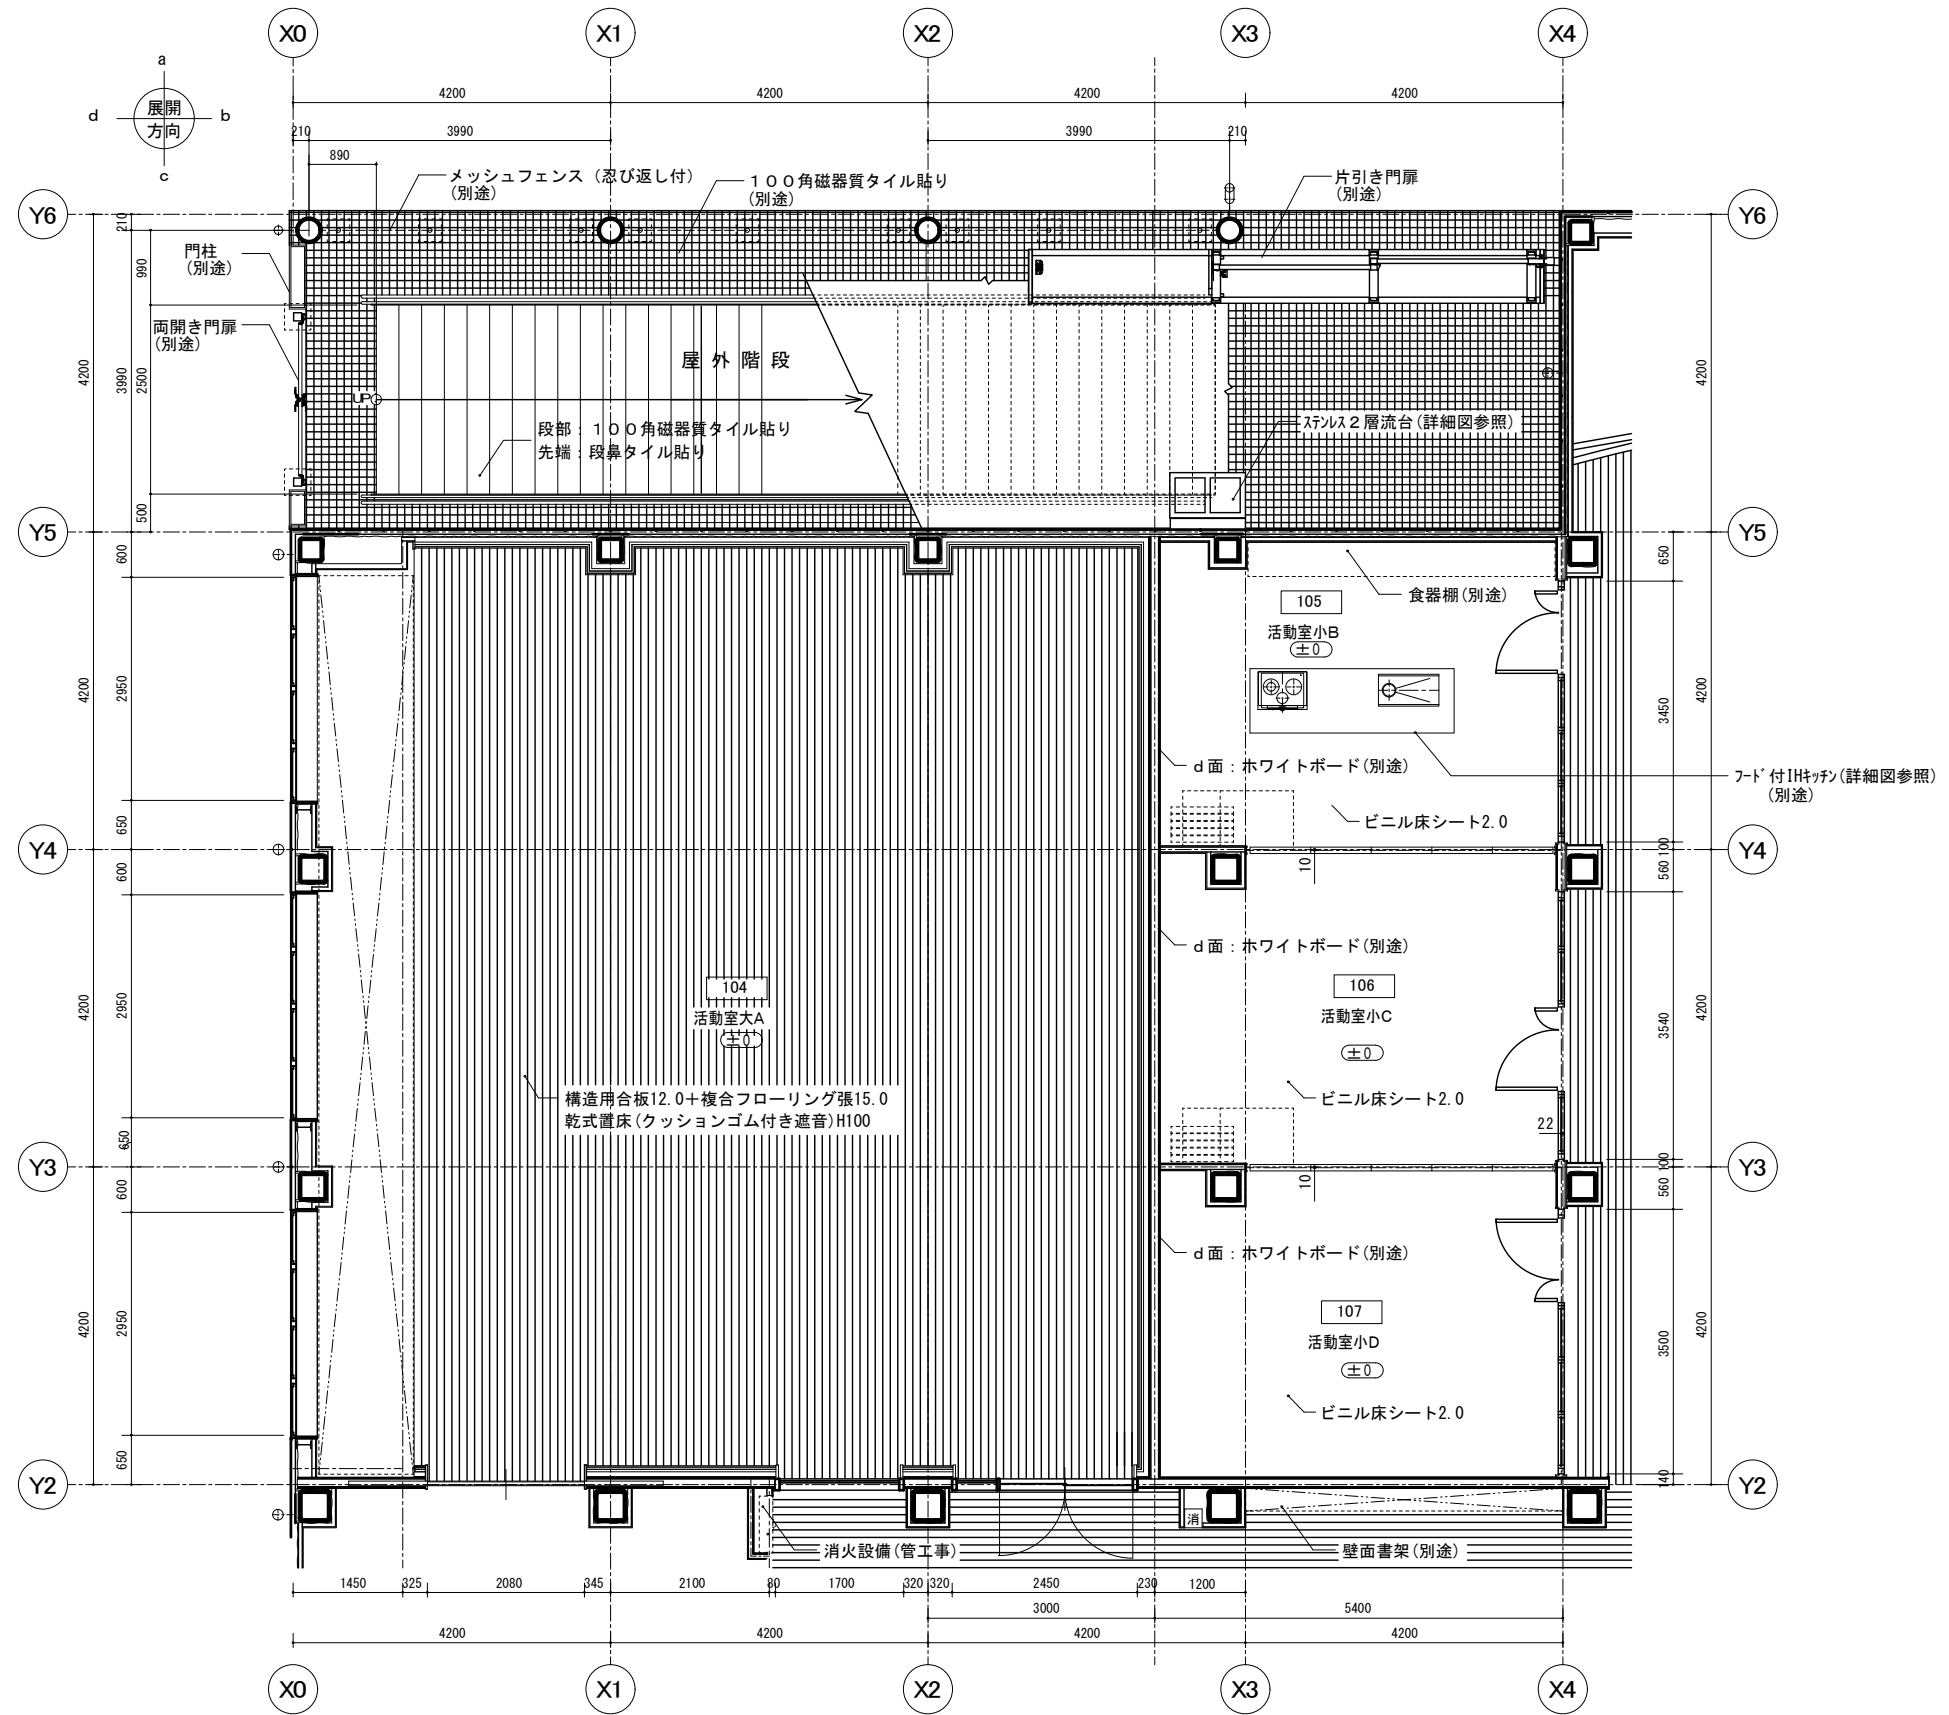 X0
X1
X2
X3
X4
a
d
展開
方向
b
c
4200
4200
4200
4200
210
3990
3990
210
890
メッシュフェンス（忍び返し付）
(別途)
１００角磁器質タイル貼り
(別途)
片引き門扉
(別途)
Y6
Y6
210
門柱
(別途)
990
両開き門扉
(別途)
屋 外 階 段
4200
3990
2500
4200
UP
段部：１００角磁器質タイル貼り
先端：段鼻タイル貼り
ｽﾃﾝﾚｽ２層流台(詳細図参照)
500
Y5
Y5
600
650
食器棚(別途)
105
活動室小B
±0
4200
2950
3450
4200
d面：ホワイトボード(別途)
ﾌｰﾄﾞ付IHｷｯﾁﾝ(詳細図参照)
(別途)
ビニル床シート2.0
650
100
Y4
Y4
600
10
560
d面：ホワイトボード(別途)
104
活動室大A
±0
106
活動室小C
±0
4200
2950
3540
4200
構造用合板12.0＋複合フローリング張15.0
乾式置床(クッションゴム付き遮音)H100
ビニル床シート2.0
22
650
100
Y3
Y3
600
10
560
d面：ホワイトボード(別途)
107
活動室小D
±0
4200
2950
3500
4200
ビニル床シート2.0
650
140
Y2
Y2
消
消火設備(管工事)
壁面書架(別途)
1450
325
2080
345
2100
80
1700
320
320
2450
230
1200
3000
5400
4200
4200
4200
4200
X0
X1
X2
X3
X4